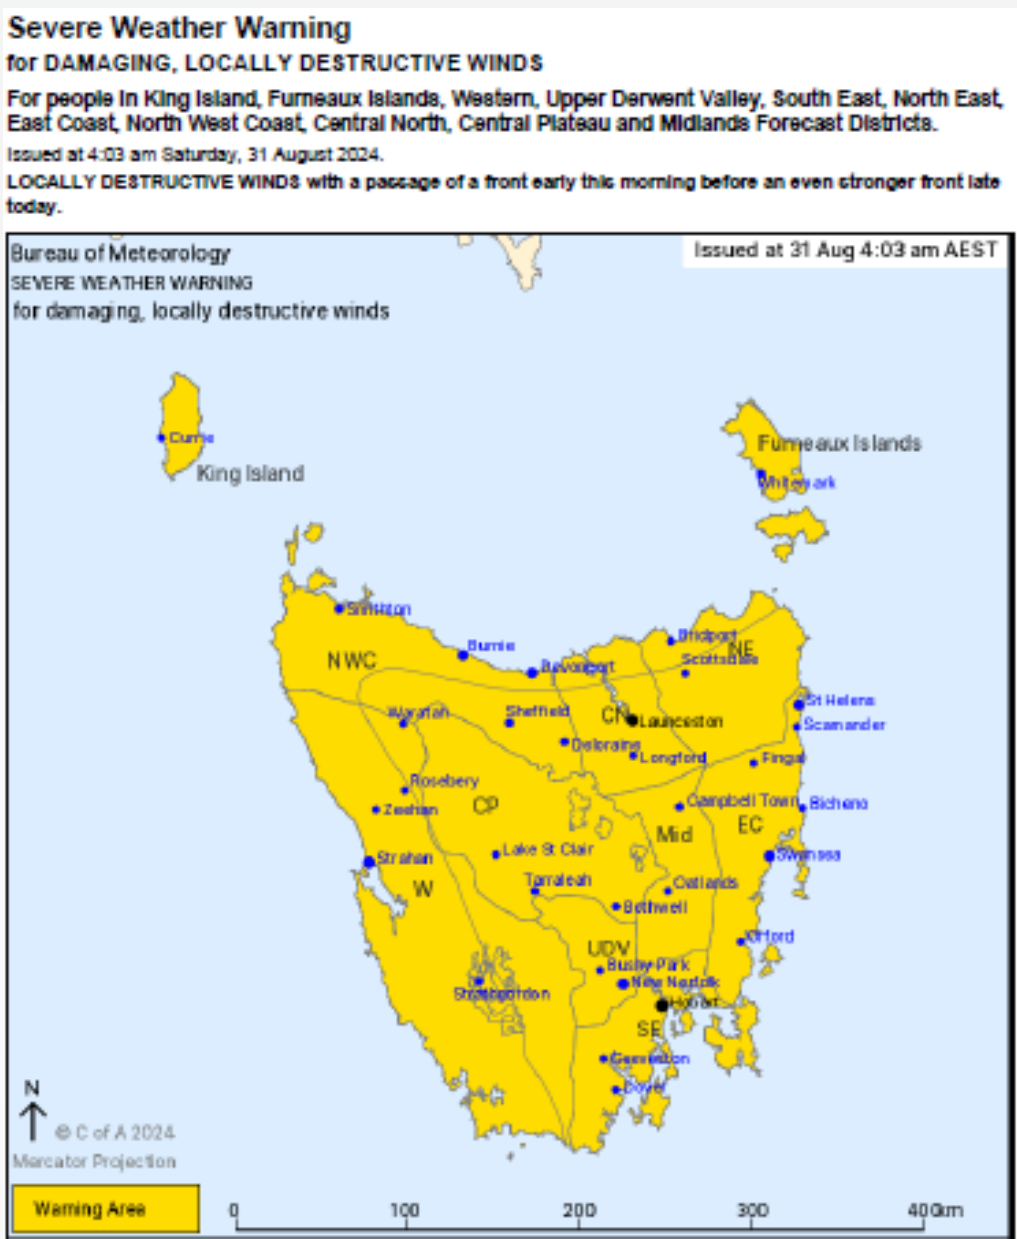 Severe Weather Warning
for DAMAGING, LOCALLY DESTRUCTIVE WINDS
For people in King Island, Furneaux Islands, Western, Upper Derwent Valley, South East, North East,
East Coast, North West Coast, Central North, Central Plateau and Midlands Forecast Districts.
Issued at 4:03 am Saturday, 31 August 2024.
LOCALLY DESTRUCTIVE WINDS with a passage of a front early this morning before an even stronger front late
today.
Bureau of Meteorology
Issued at 31 Aug 4:03 am AEST
SEVERE WEATHER WARNING
for damaging, locally destructive winds
Currie
King Island
Furneaux Islands
Whitemark
Smithton
Burnie
Bridport
NE
NWC
Devonport
Scottsdale
St Helens
Waratah
Sheffield
CN
Launceston
Scamander
Deloraine
Longford
Fingal
Rosebery
CP
Campbell Town
Bicheno
Zeehan
Mid
EC
Strahan
Lake St Clair
Swansea
W
Tarraleah
Oatlands
Bothwell
Orford
UDV
Bushy Park
New Norfolk
Strathgordon
Hobart
SE
Geeveston
Dover
N
© C of A 2024
Mercator Projection
Warning Area
0 100 200 300 400km